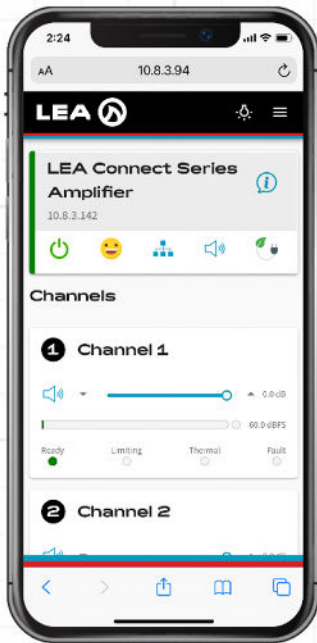 2:24
AA
10.8.3.94
LEA
LEA Connect Series
Amplifier
10.8.3.142
Channels
1 Channel 1
0.0 dB
60.0 dBFS
Ready Limiting Thermal Fault
2 Channel 2